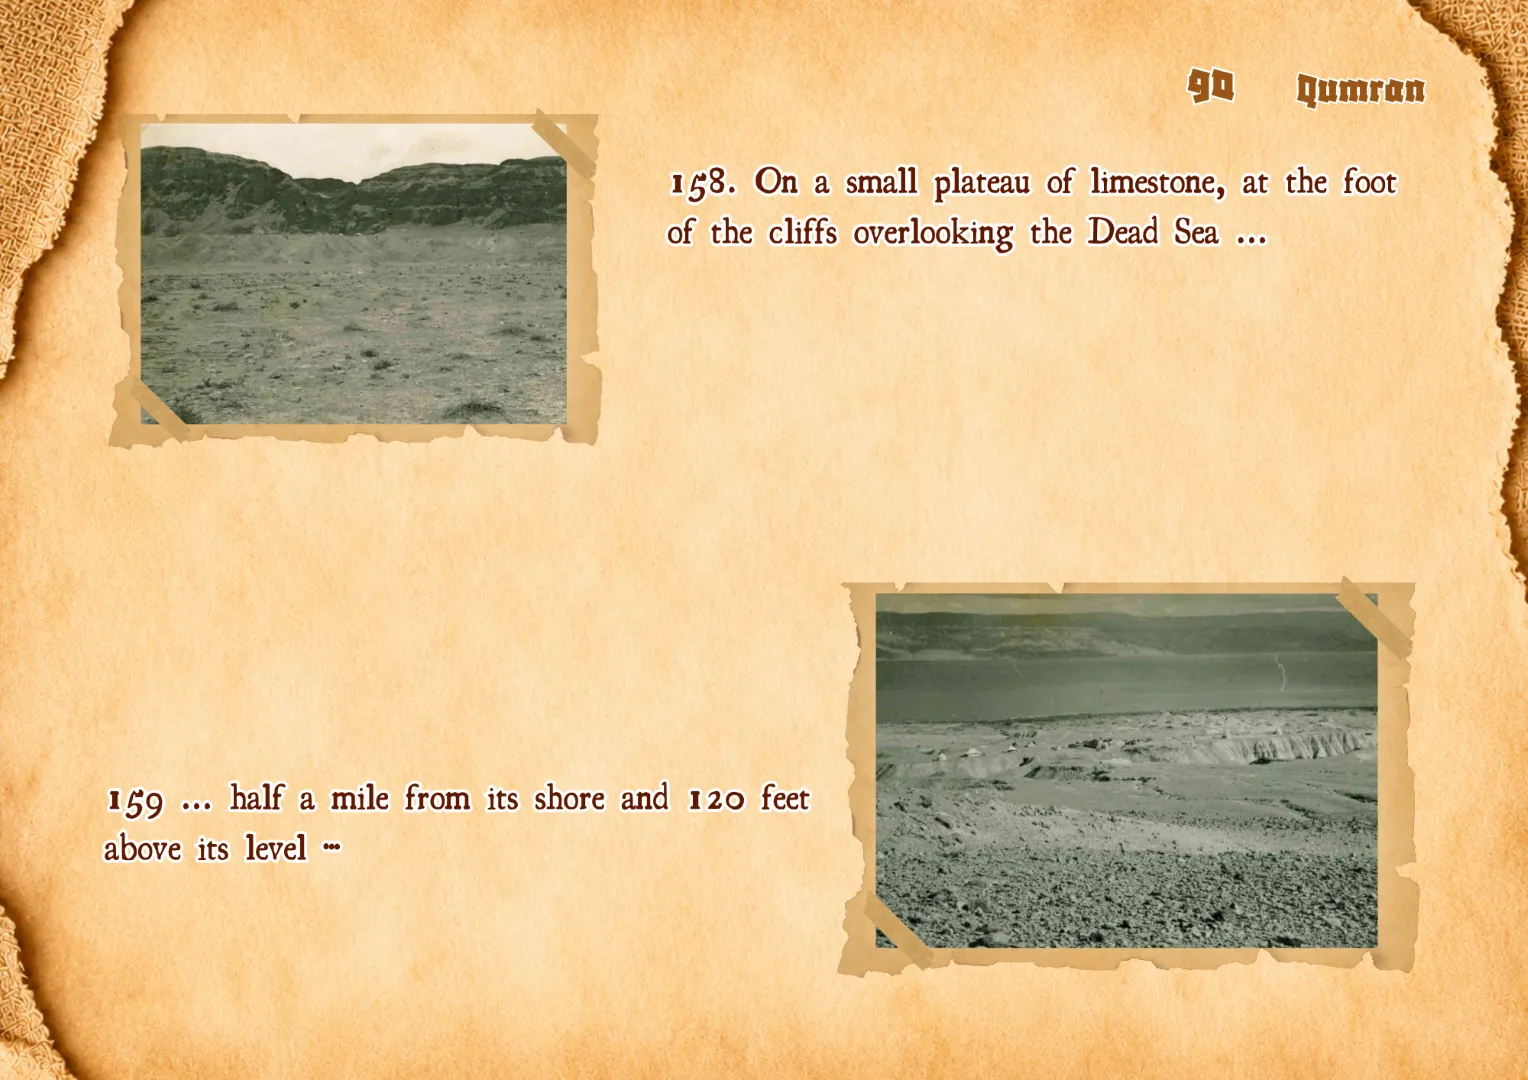 90 Qumran
158. On a small plateau of limestone, at the foot
of the cliffs overlooking the Dead Sea ...
159 ... half a mile from its shore and 120 feet
above its level ...